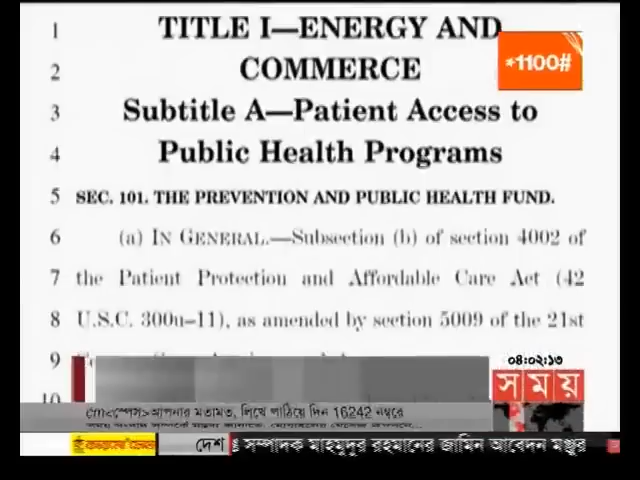 1 TITLE I—ENERGY AND
2 COMMERCE
*1100#
3 Subtitle A—Patient Access to
4 Public Health Programs
5 SEC. 101. THE PREVENTION AND PUBLIC HEALTH FUND.
6 (a) IN GENERAL.—Subsection (b) of section 4002 of
7 the Patient Protection and Affordable Care Act (42
8 U.S.C. 300u–11), as amended by section 5009 of the 21st
9
10
০৪:০২:১৩
সময়
আপনার মতামত, লিখে পাঠিয়ে দিন 16242 নম্বরে
দেশ সম্পাদক মাহমুদুর রহমানের জামিন আবেদন মঞ্জুর